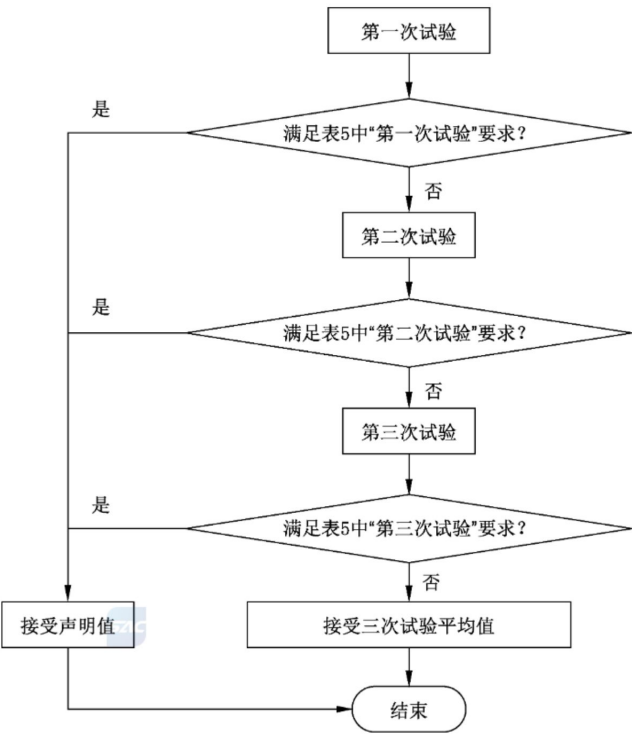 第一次试验
是
满足表5中“第一次试验”要求？
否
第二次试验
是
满足表5中“第二次试验”要求？
否
第三次试验
是
满足表5中“第三次试验”要求？
否
接受声明值
接受三次试验平均值
结束